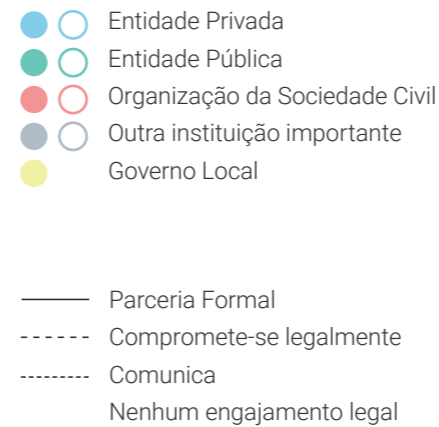 Entidade Privada
Entidade Pública
Organização da Sociedade Civil
Outra instituição importante
Governo Local
Parceria Formal
Compromete-se legalmente
Comunica
Nenhum engajamento legal